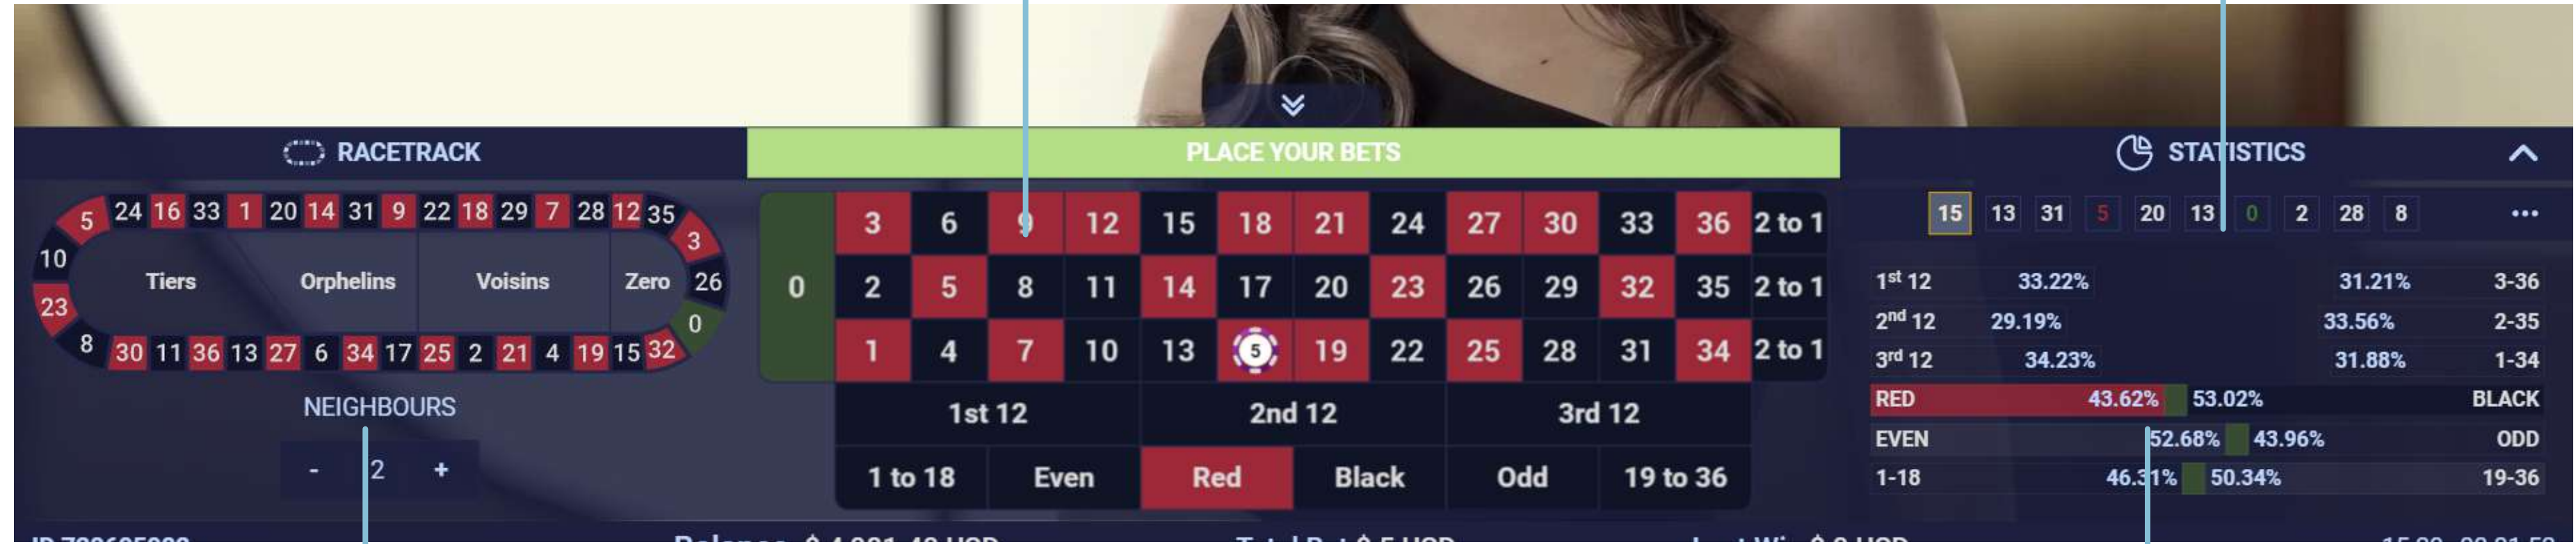 RACETRACK
PLACE YOUR BETS
STATISTICS
5 24 16 33 1 20 14 31 9 22 18 29 7 28 12 35 3
10 Tiers Orphelins Voisins Zero 26
23 0
8 30 11 36 13 27 6 34 17 25 2 21 4 19 15 32
NEIGHBOURS
- 2 +
3 6 9 12 15 18 21 24 27 30 33 36 2 to 1
0 2 5 8 11 14 17 20 23 26 29 32 35 2 to 1
1 4 7 10 13 5 19 22 25 28 31 34 2 to 1
1st 12 2nd 12 3rd 12
1 to 18 Even Red Black Odd 19 to 36
15 13 31 5 20 13 0 2 28 8 ...
1st 12 33.22% 31.21% 3-36
2nd 12 29.19% 33.56% 2-35
3rd 12 34.23% 31.88% 1-34
RED 43.62% 53.02% BLACK
EVEN 52.68% 43.96% ODD
1-18 46.31% 50.34% 19-36